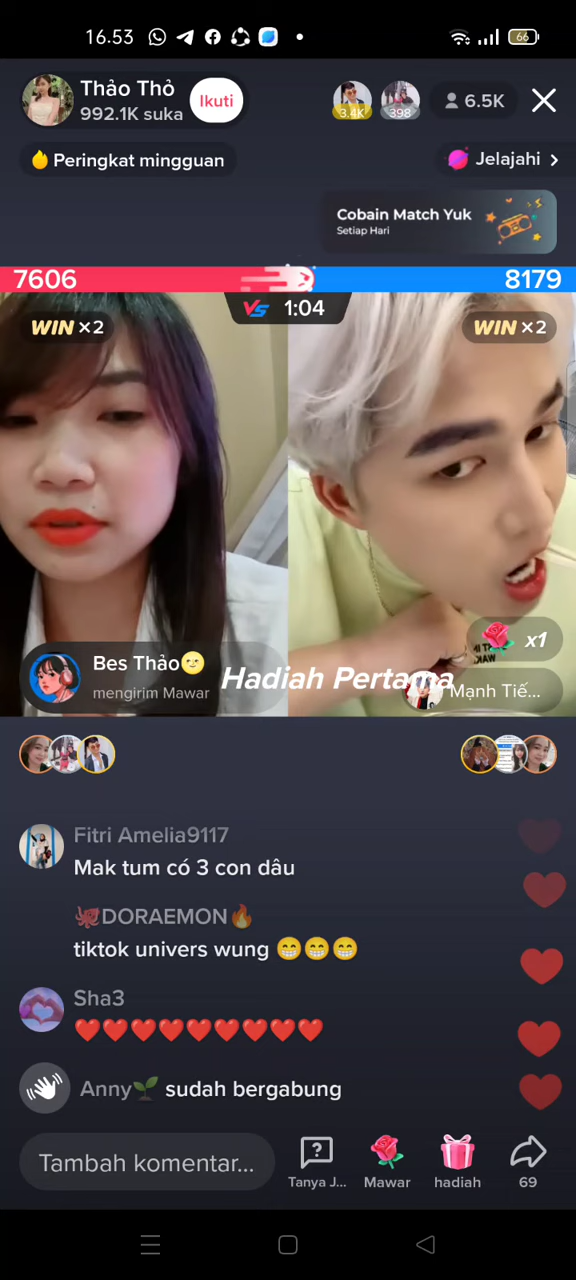 16.53
66
Thảo Thỏ
992.1K suka
Ikuti
3.4K
398
6.5K
Peringkat mingguan
Jelajahi
Cobain Match Yuk
Setiap Hari
7606
8179
VS 1:04
WIN ×2
WIN ×2
x1
Bes Thảo🌝
mengirim Mawar
Hadiah Pertama
Mạnh Tiế...
Fitri Amelia9117
Mak tum có 3 con dâu
🐙DORAEMON🔥
tiktok univers wung 😁😁😁
Sha3
❤️❤️❤️❤️❤️❤️❤️❤️❤️
Anny🌱 sudah bergabung
Tambah komentar...
Tanya J...
Mawar
hadiah
69